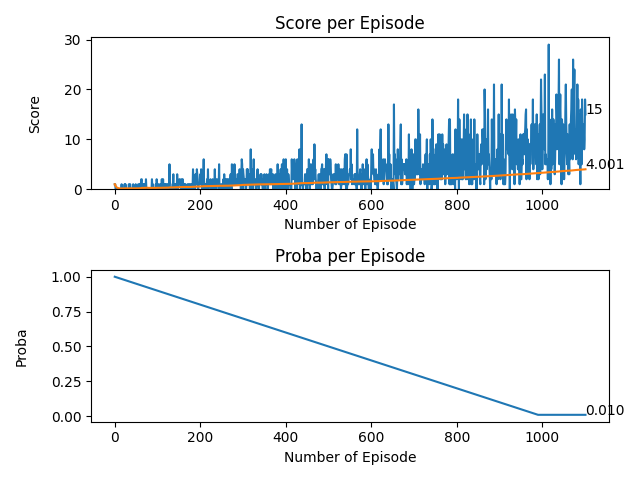 Score per Episode
30
20
10
0
Score
15
4.001
0 200 400 600 800 1000
Number of Episode
Proba per Episode
1.00
0.75
0.50
0.25
0.00
Proba
0.010
0 200 400 600 800 1000
Number of Episode